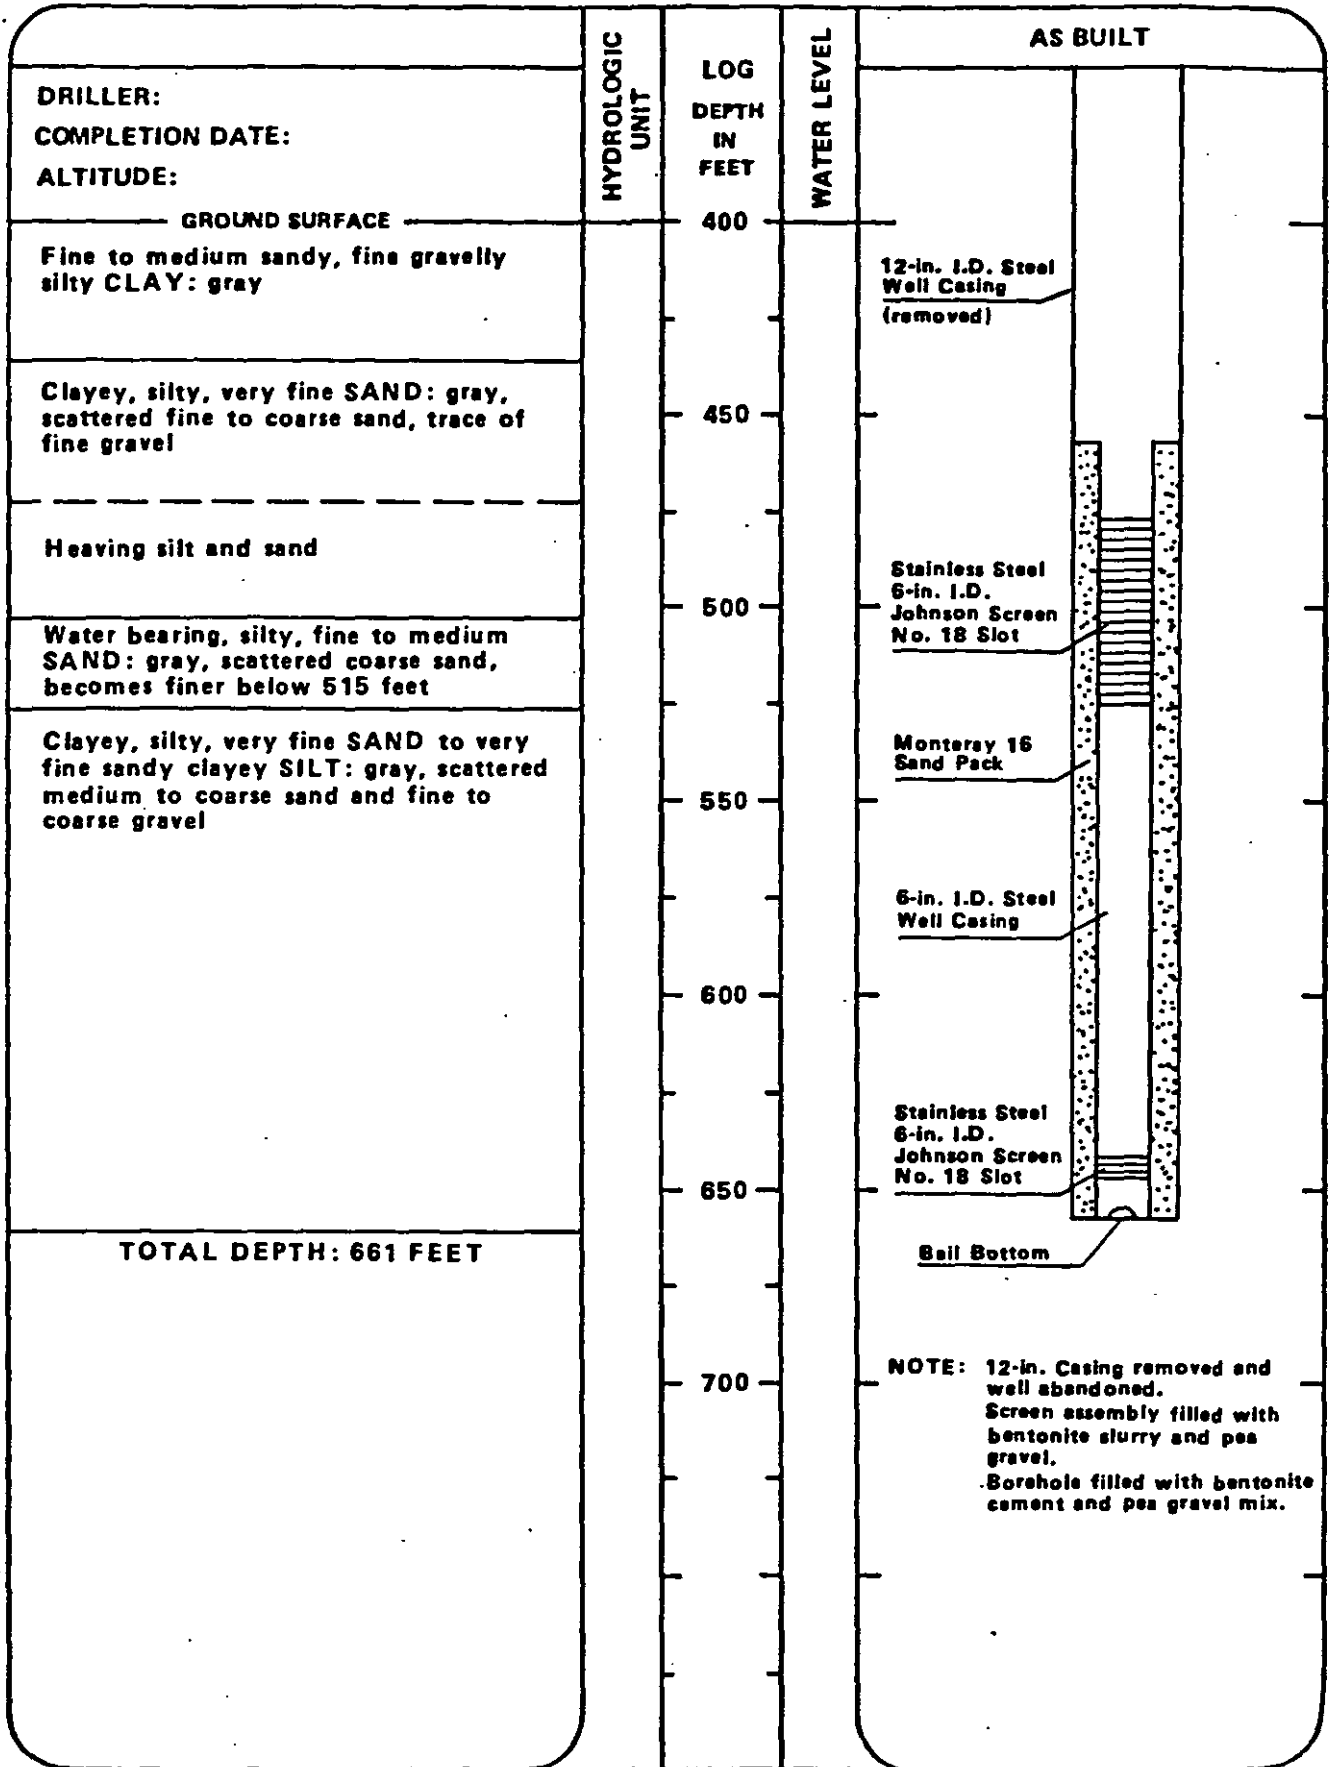 HYDROLOGIC
UNIT
LOG
DEPTH
IN
FEET
WATER LEVEL
AS BUILT
DRILLER:
COMPLETION DATE:
ALTITUDE:
GROUND SURFACE
400
Fine to medium sandy, fine gravelly
silty CLAY: gray
12-in. I.D. Steel
Well Casing
(removed)
Clayey, silty, very fine SAND: gray,
scattered fine to coarse sand, trace of
fine gravel
450
Heaving silt and sand
Stainless Steel
6-in. I.D.
Johnson Screen
No. 18 Slot
500
Water bearing, silty, fine to medium
SAND: gray, scattered coarse sand,
becomes finer below 515 feet
Clayey, silty, very fine SAND to very
fine sandy clayey SILT: gray, scattered
medium to coarse sand and fine to
coarse gravel
Monteray 16
Sand Pack
550
6-in. I.D. Steel
Well Casing
600
Stainless Steel
6-in. I.D.
Johnson Screen
No. 18 Slot
650
TOTAL DEPTH: 661 FEET
Bail Bottom
700
NOTE: 12-in. Casing removed and
well abandoned.
Screen assembly filled with
bentonite slurry and pea
gravel.
Borehole filled with bentonite
cement and pea gravel mix.